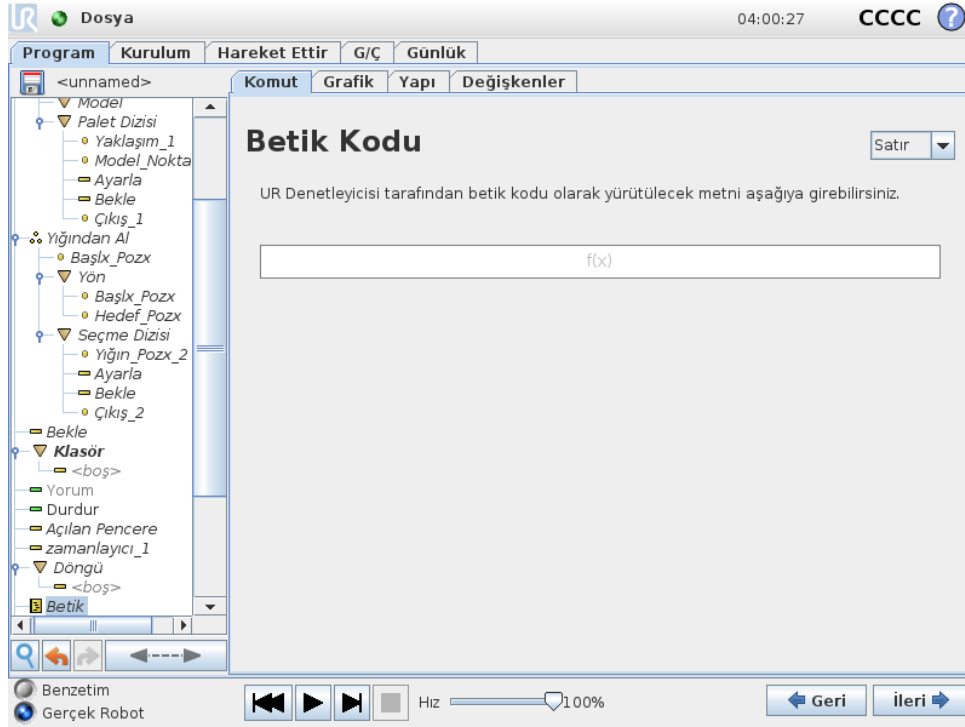 UR Dosya 04:00:27 CCCC ?
Program Kurulum Hareket Ettir G/Ç Günlük
<unnamed>
Komut Grafik Yapı Değişkenler
Model
Palet Dizisi
Yaklaşım_1
Model_Nokta
Ayarla
Bekle
Çıkış_1
Yığından Al
Başlx_Pozx
Yön
Başlx_Pozx
Hedef_Pozx
Seçme Dizisi
Yığın_Pozx_2
Ayarla
Bekle
Çıkış_2
Bekle
Klasör
<boş>
Yorum
Durdur
Açılan Pencere
zamanlayıcı_1
Döngü
<boş>
Betik
Betik Kodu
Satır
UR Denetleyicisi tarafından betik kodu olarak yürütülecek metni aşağıya girebilirsiniz.
f(x)
Benzetim
Gerçek Robot
Hız 100%
Geri İleri